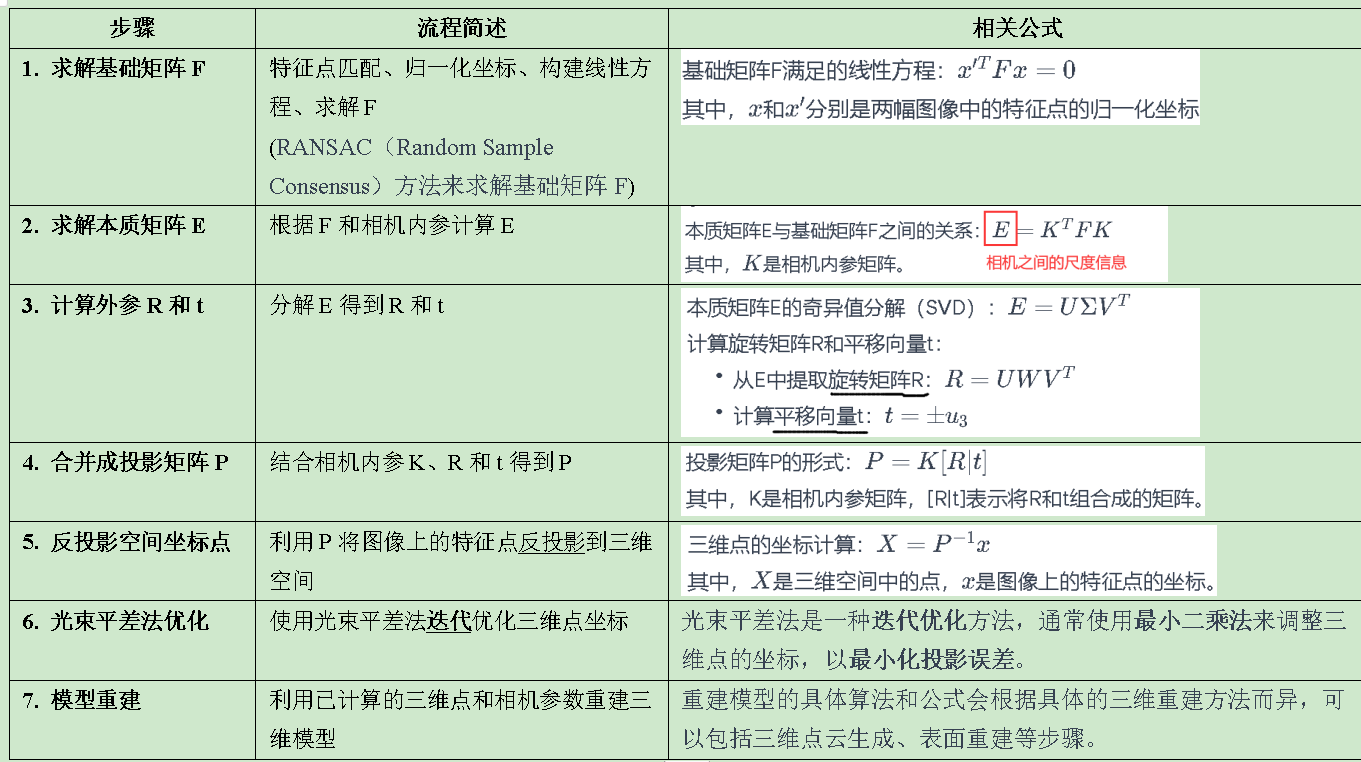 步骤 流程简述 相关公式
1. 求解基础矩阵 F
特征点匹配、归一化坐标、构建线性方
程、求解 F
(RANSAC（Random Sample
Consensus）方法来求解基础矩阵 F)
基础矩阵F满足的线性方程：x′ᵀFx = 0
其中，x和x′分别是两幅图像中的特征点的归一化坐标
2. 求解本质矩阵 E
根据 F 和相机内参计算 E
本质矩阵E与基础矩阵F之间的关系：E = KᵀFK
其中，K是相机内参矩阵。
相机之间的尺度信息
3. 计算外参 R 和 t
分解 E 得到 R 和 t
本质矩阵E的奇异值分解（SVD）：E = UΣVᵀ
计算旋转矩阵R和平移向量t：
• 从E中提取旋转矩阵R：R = UWVᵀ
• 计算平移向量t：t = ±u₃
4. 合并成投影矩阵 P
结合相机内参 K、R 和 t 得到 P
投影矩阵P的形式：P = K[R|t]
其中，K是相机内参矩阵，[R|t]表示将R和t组合成的矩阵。
5. 反投影空间坐标点
利用 P 将图像上的特征点反投影到三维
空间
三维点的坐标计算：X = P⁻¹x
其中，X是三维空间中的点，x是图像上的特征点的坐标。
6. 光束平差法优化
使用光束平差法迭代优化三维点坐标
光束平差法是一种迭代优化方法，通常使用最小二乘法来调整三
维点的坐标，以最小化投影误差。
7. 模型重建
利用已计算的三维点和相机参数重建三
维模型
重建模型的具体算法和公式会根据具体的三维重建方法而异，可
以包括三维点云生成、表面重建等步骤。